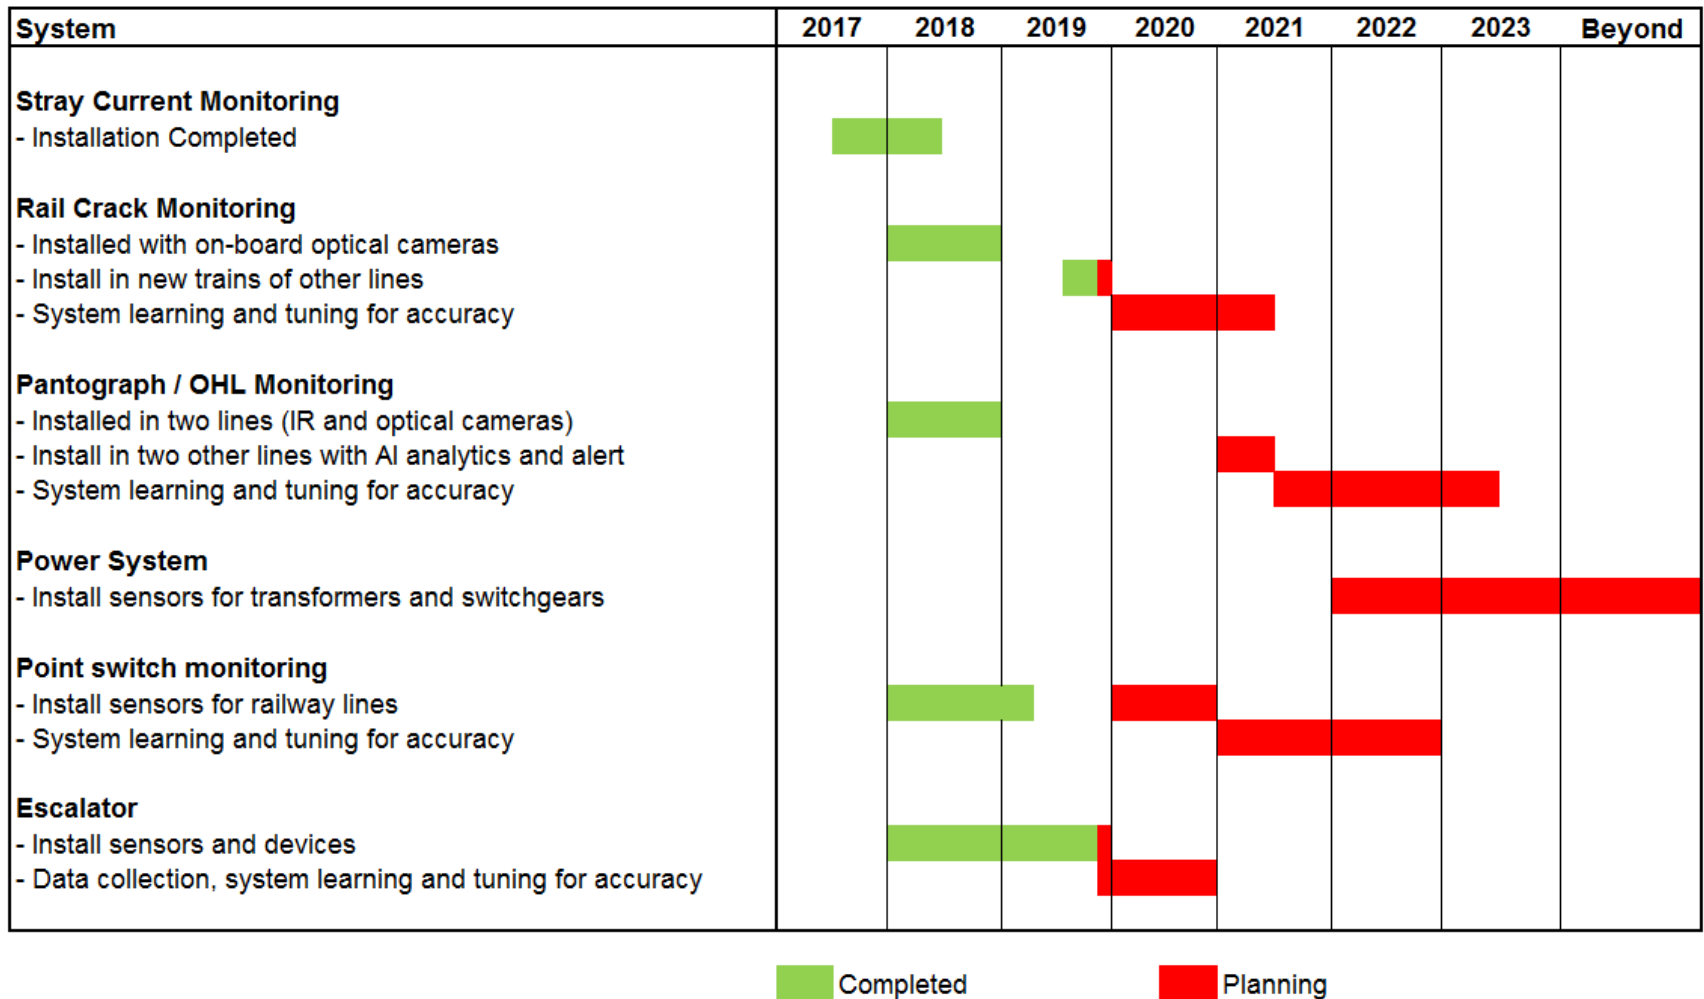 System 2017 2018 2019 2020 2021 2022 2023 Beyond
Stray Current Monitoring
- Installation Completed
Rail Crack Monitoring
- Installed with on-board optical cameras
- Install in new trains of other lines
- System learning and tuning for accuracy
Pantograph / OHL Monitoring
- Installed in two lines (IR and optical cameras)
- Install in two other lines with AI analytics and alert
- System learning and tuning for accuracy
Power System
- Install sensors for transformers and switchgears
Point switch monitoring
- Install sensors for railway lines
- System learning and tuning for accuracy
Escalator
- Install sensors and devices
- Data collection, system learning and tuning for accuracy
Completed Planning